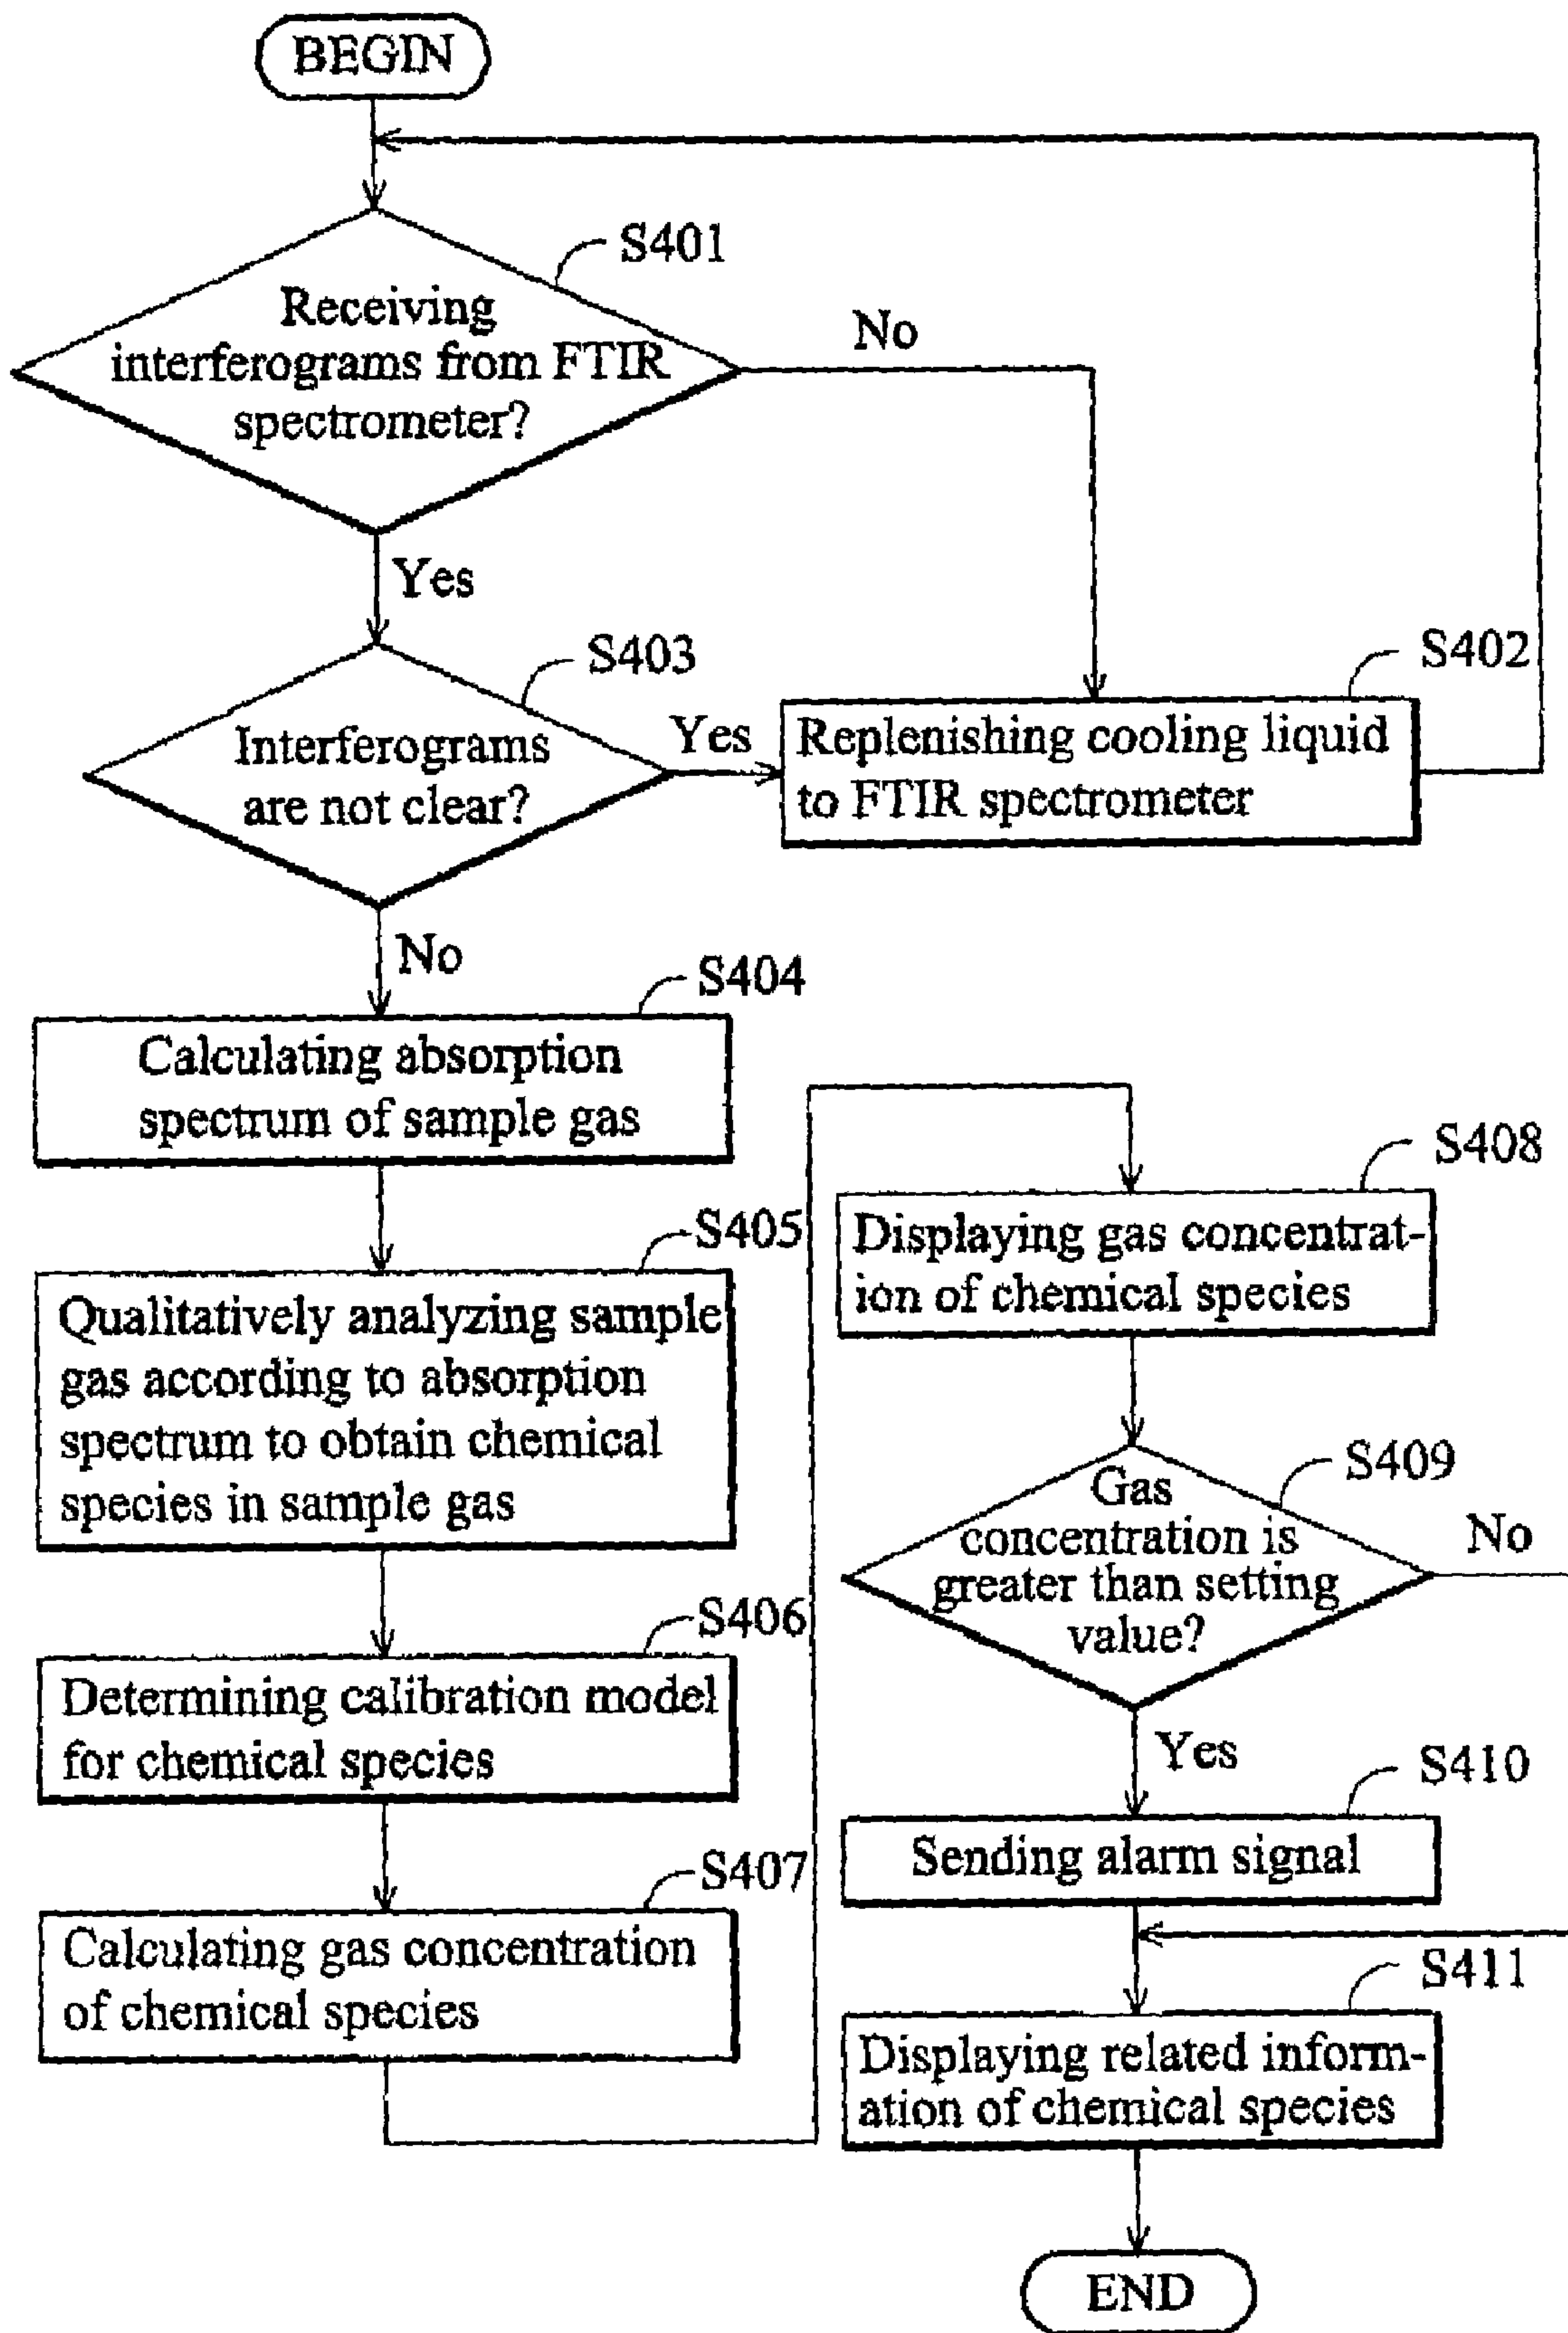 BEGIN
S401
Receiving
interferograms from FTIR
spectrometer?
No
Yes
S403
Interferograms
are not clear?
Yes
S402
Replenishing cooling liquid
to FTIR spectrometer
No
S404
Calculating absorption
spectrum of sample gas
S405
Qualitatively analyzing sample
gas according to absorption
spectrum to obtain chemical
species in sample gas
S406
Determining calibration model
for chemical species
S407
Calculating gas concentration
of chemical species
S408
Displaying gas concentrat-
ion of chemical species
S409
Gas
concentration is
greater than setting
value?
No
Yes
S410
Sending alarm signal
S411
Displaying related inform-
ation of chemical species
END